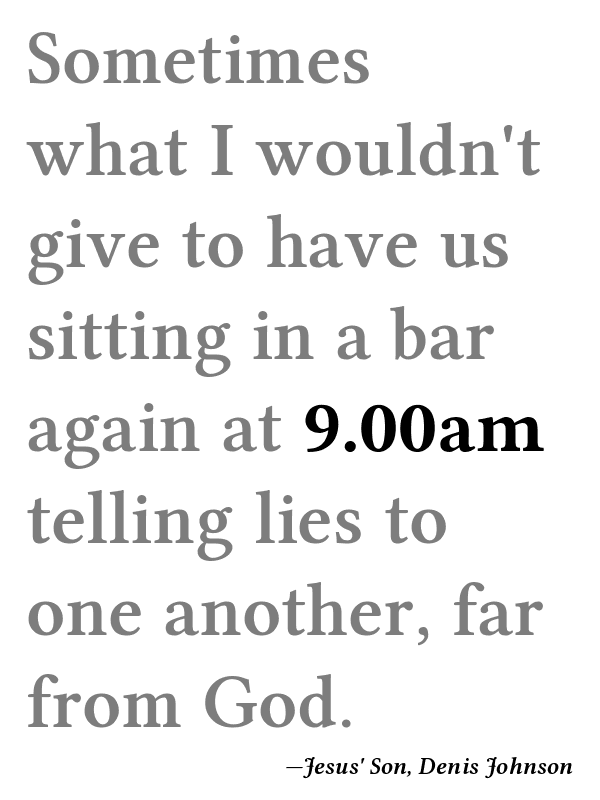 Sometimes
what I wouldn't
give to have us
sitting in a bar
again at 9.00am
telling lies to
one another, far
from God.
—Jesus' Son, Denis Johnson